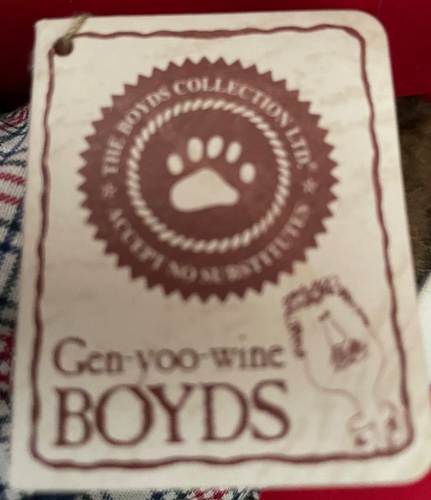 THE BOYDS COLLECTION LTD.®
ACCEPT NO SUBSTITUTES
Gen-yoo-wine
BOYDS